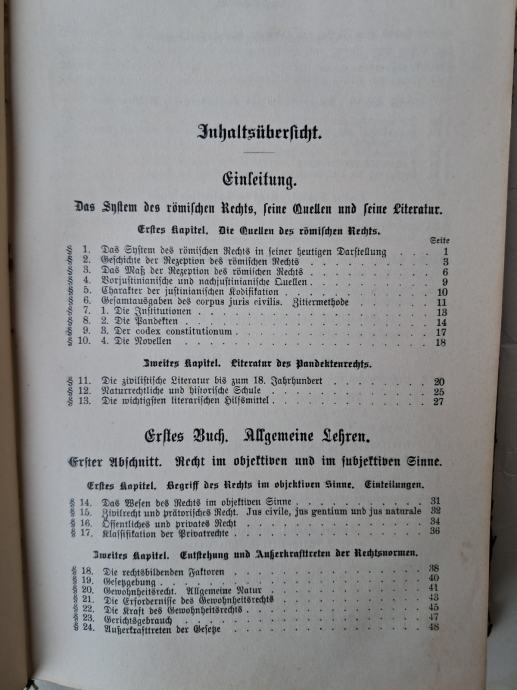 Inhaltsübersicht.
Einleitung.
Das System des römischen Rechts, seine Quellen und seine Literatur.
Erstes Kapitel. Die Quellen des römischen Rechts.
Seite
§ 1. Das System des römischen Rechts in seiner heutigen Darstellung . . . 1
§ 2. Geschichte der Rezeption des römischen Rechts . . . . . . . . . 3
§ 3. Das Maß der Rezeption des römischen Rechts . . . . . . . . . 6
§ 4. Vorjustinianische und nachjustinianische Quellen . . . . . . . . . 9
§ 5. Charakter der justinianischen Kodifikation . . . . . . . . . . 10
§ 6. Gesamtausgaben des corpus juris civilis. Zitiermethode . . . . . 11
§ 7. 1. Die Institutionen . . . . . . . . . . . . . . . . 13
§ 8. 2. Die Pandekten . . . . . . . . . . . . . . . . 14
§ 9. 3. Der codex constitutionum . . . . . . . . . . . . . 17
§ 10. 4. Die Novellen . . . . . . . . . . . . . . . . 18
Zweites Kapitel. Literatur des Pandektenrechts.
§ 11. Die zivilistische Literatur bis zum 18. Jahrhundert . . . . . . . 20
§ 12. Naturrechtliche und historische Schule . . . . . . . . . . . 25
§ 13. Die wichtigsten literarischen Hilfsmittel . . . . . . . . . . . 27
Erstes Buch. Allgemeine Lehren.
Erster Abschnitt. Recht im objektiven und im subjektiven Sinne.
Erstes Kapitel. Begriff des Rechts im objektiven Sinne. Einteilungen.
§ 14. Das Wesen des Rechts im objektiven Sinne . . . . . . . . . 31
§ 15. Zivilrecht und prätorisches Recht. Jus civile, jus gentium und jus naturale 32
§ 16. Öffentliches und privates Recht . . . . . . . . . . . . . 34
§ 17. Klassifikation der Privatrechte . . . . . . . . . . . . . 36
Zweites Kapitel. Entstehung und Außerkrafttreten der Rechtsnormen.
§ 18. Die rechtsbildenden Faktoren . . . . . . . . . . . . . . 38
§ 19. Gesetzgebung . . . . . . . . . . . . . . . . . . 40
§ 20. Gewohnheitsrecht. Allgemeine Natur . . . . . . . . . . . 41
§ 21. Die Erfordernisse des Gewohnheitsrechts . . . . . . . . . . 43
§ 22. Die Kraft des Gewohnheitsrechts . . . . . . . . . . . . . 45
§ 23. Gerichtsgebrauch . . . . . . . . . . . . . . . . . 47
§ 24. Außerkrafttreten der Gesetze . . . . . . . . . . . . . . 48